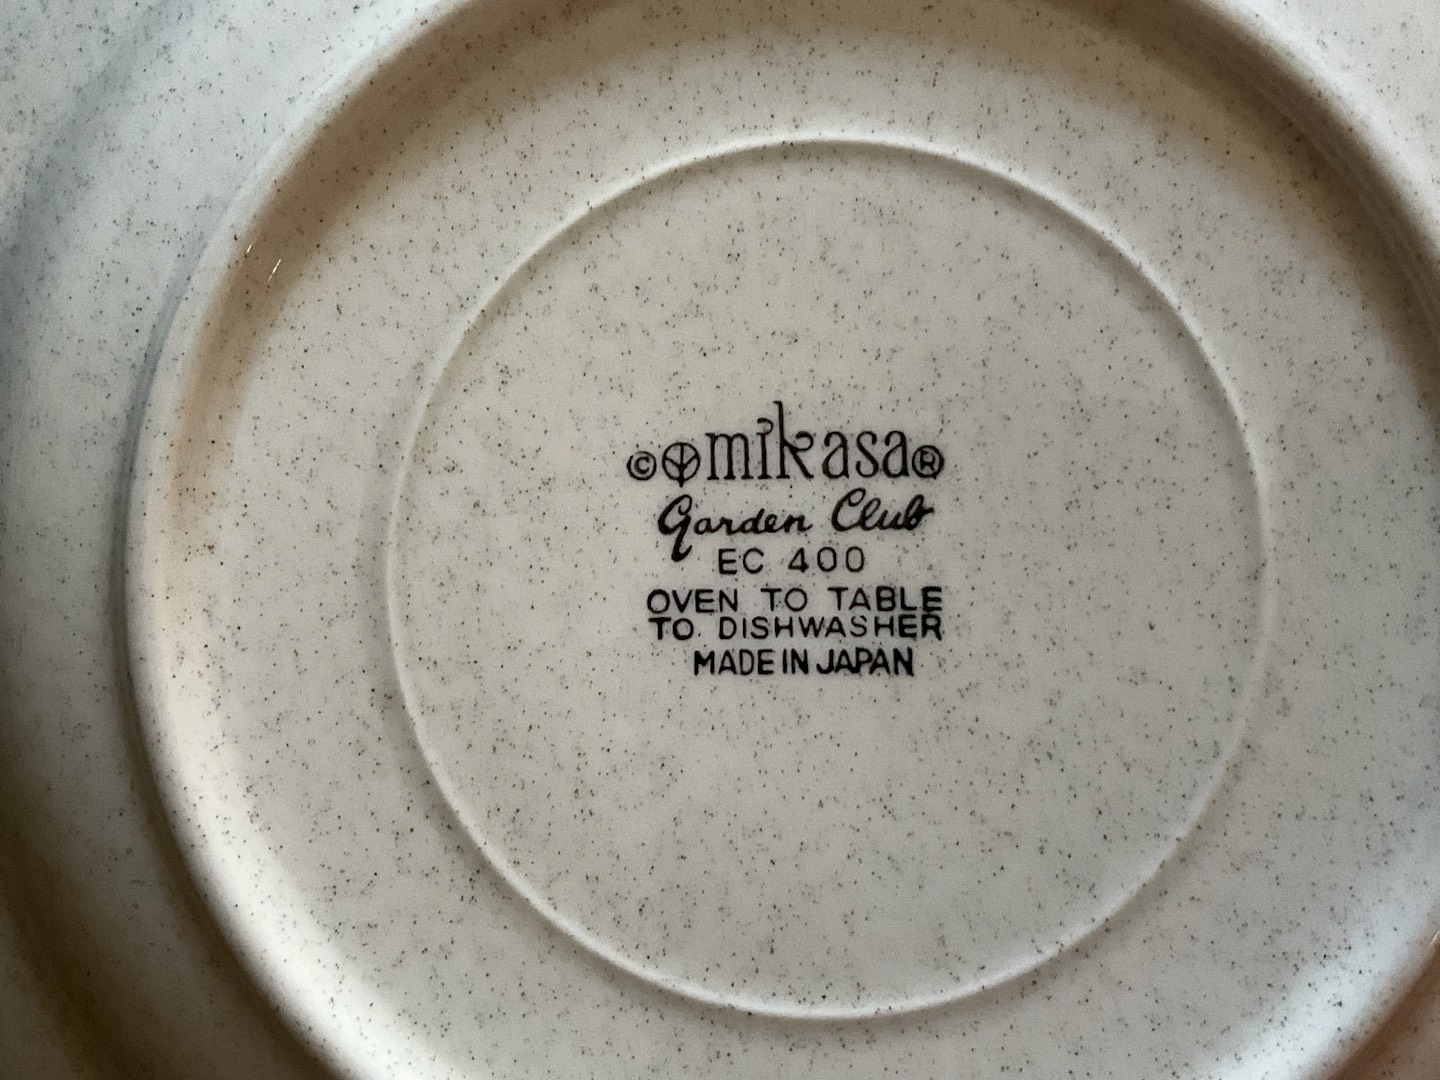 © mikasa®
Garden Club
EC 400
OVEN TO TABLE
TO DISHWASHER
MADE IN JAPAN